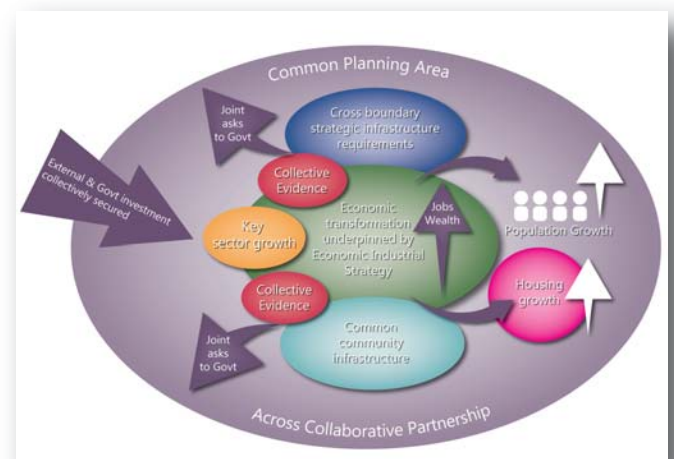 Common Planning Area
Joint
asks
to Govt
Cross boundary
strategic infrastructure
requirements
External & Govt investment
collectively secured
Collective
Evidence
Economic
transformation
underpinned by
Economic Industrial
Strategy
Jobs
Wealth
Population Growth
Key
sector growth
Collective
Evidence
Housing
growth
Joint
asks
to Govt
Common
community
infrastructure
Across Collaborative Partnership